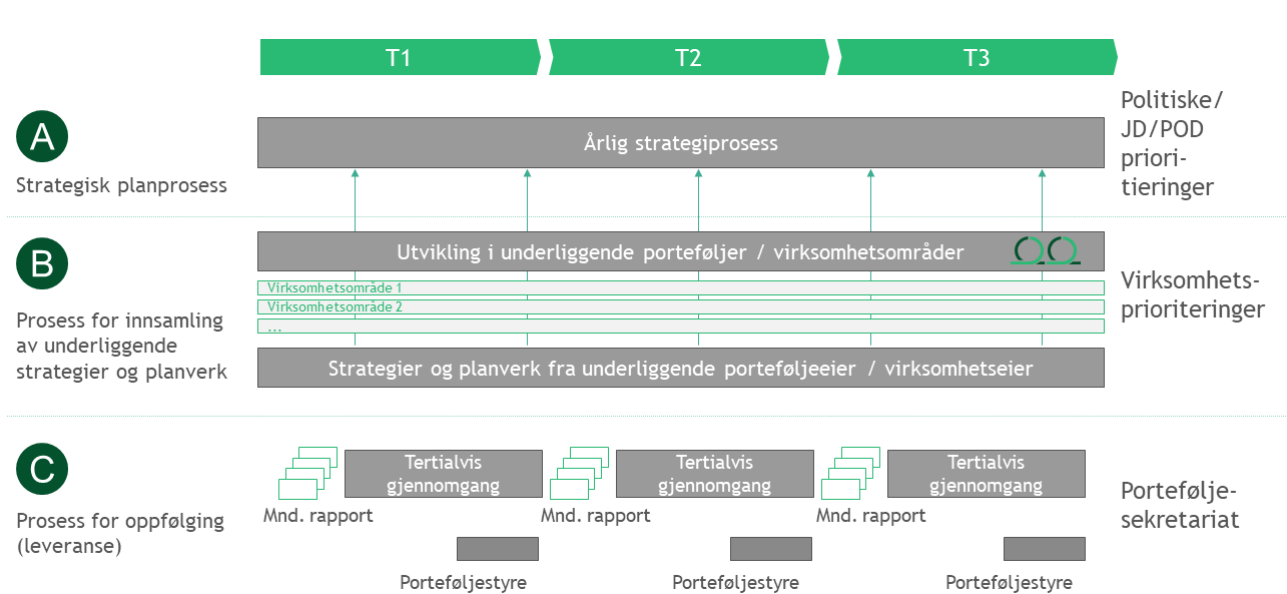 T1
T2
T3
A
Strategisk planprosess
Årlig strategiprosess
Politiske/
JD/POD
priori-
tieringer
B
Prosess for innsamling
av underliggende
strategier og planverk
Utvikling i underliggende porteføljer / virksomhetsområder
Virksomhetsområde 1
Virksomhetsområde 2
...
Strategier og planverk fra underliggende porteføljeeier / virksomhetseier
Virksomhets-
prioriteringer
C
Prosess for oppfølging
(leveranse)
Mnd. rapport
Tertialvis
gjennomgang
Mnd. rapport
Tertialvis
gjennomgang
Mnd. rapport
Tertialvis
gjennomgang
Porteføljestyre
Porteføljestyre
Porteføljestyre
Portefølje-
sekretariat